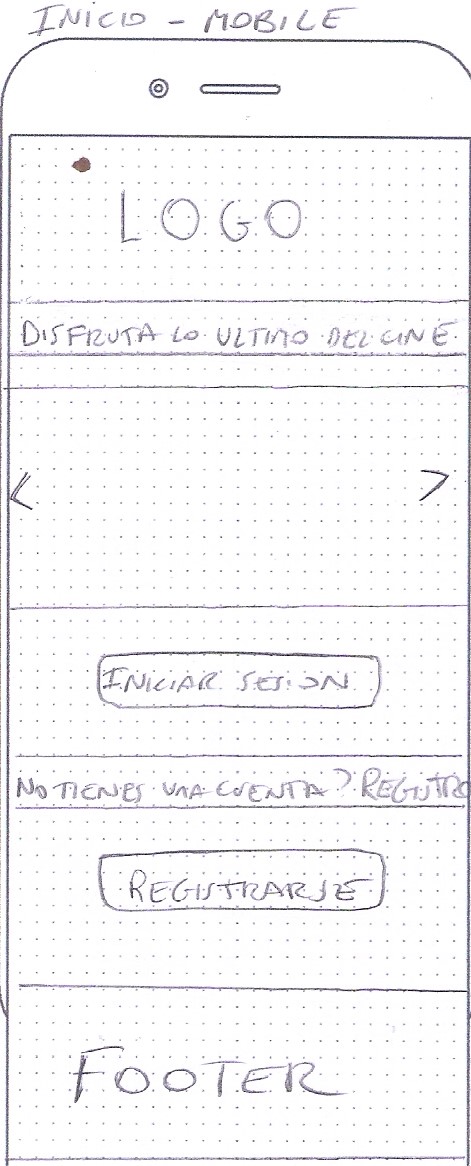 INICIO - MOBILE
LOGO
DISFRUTA LO ULTIMO DEL CINE
<
>
INICIAR SESION
NO TIENES UNA CUENTA? REGISTRO
REGISTRARSE
FOOTER